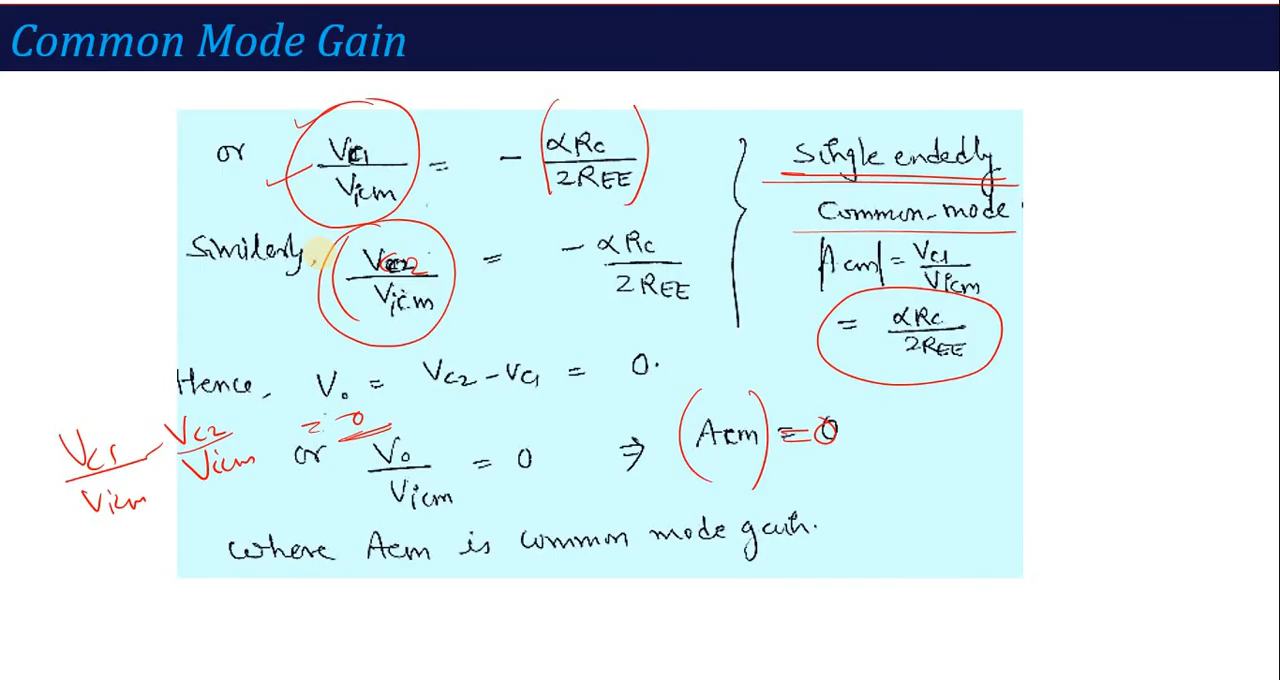 Common Mode Gain
or Vc1/Vicm = - (αRc/2REE)
Similarly, Vc2/Vicm = - αRc/2REE
Single endedly
Common-mode
|Acm| = Vc1/Vicm
= αRc/2REE
Hence, Vo = Vc2 - Vc1 = 0.
= 0
Vc1/Vicm - Vc2/Vicm
or Vo/Vicm = 0 ⇒ (Acm) = 0
where Acm is common mode gain.